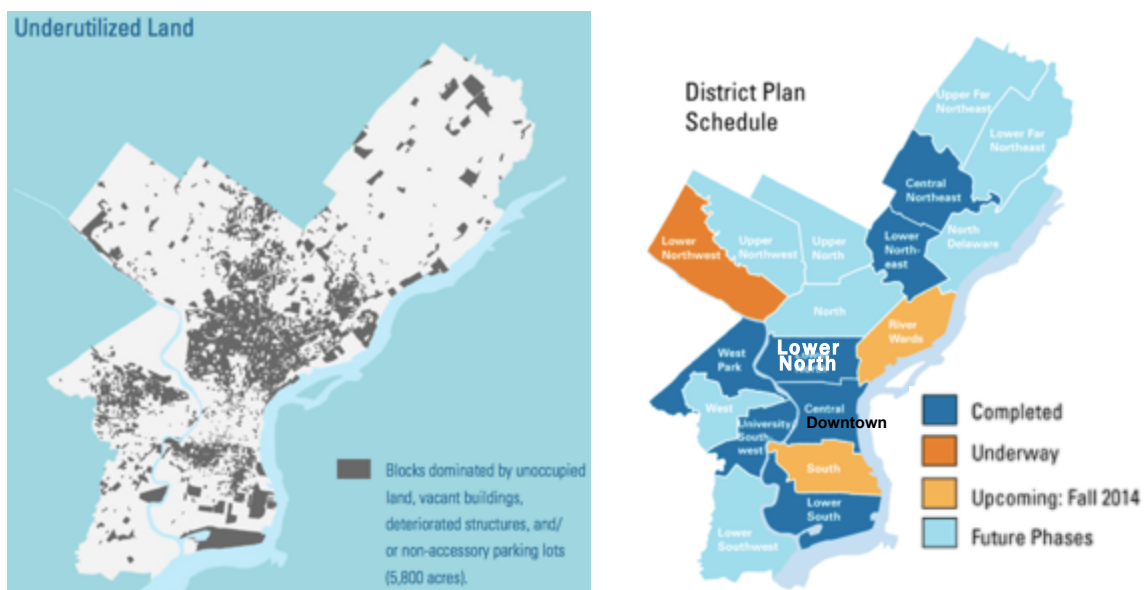 Underutilized Land
Blocks dominated by unoccupied
land, vacant buildings,
deteriorated structures, and/
or non-accessory parking lots
(5,800 acres).
District Plan
Schedule
Upper Far
Northeast
Lower Far
Northeast
Central
Northeast
Lower
North-
east
North
Delaware
Lower
Northwest
Upper
Northwest
Upper
North
North
River
Wards
West
Park
Lower
North
West
University
South-
west
Central
Downtown
South
Lower
South
Lower
Southwest
Completed
Underway
Upcoming: Fall 2014
Future Phases